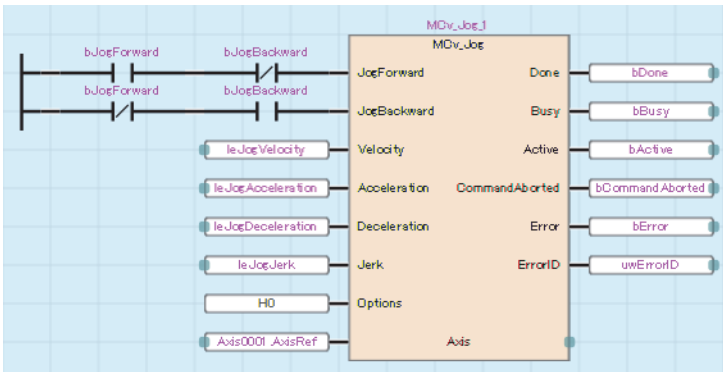 MCv_Jog_1
MCv_Jog
bJogForward bJogBackward
JogForward Done bDone
bJogForward bJogBackward
JogBackward Busy bBusy
leJogVelocity Velocity Active bActive
leJogAcceleration Acceleration CommandAborted bCommandAborted
leJogDeceleration Deceleration Error bError
leJogJerk Jerk ErrorID uwErrorID
H0 Options
Axis0001.AxisRef Axis